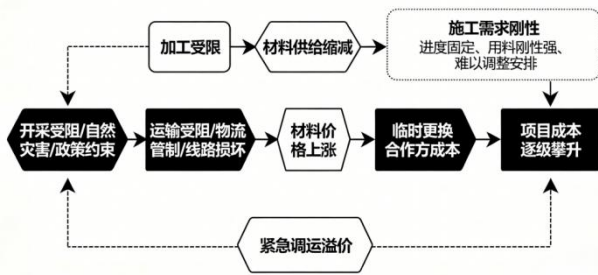 加工受限
材料供给缩减
施工需求刚性
进度固定、用料刚性强、
难以调整安排
开采受阻/自然
灾害/政策约束
运输受阻/物流
管制/线路损坏
材料价
格上涨
临时更换
合作方成本
项目成本
逐级攀升
紧急调运溢价